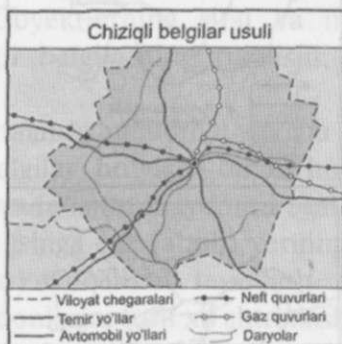 Chiziqli belgilar usuli
Viloyat chegaralari
Neft quvurlari
Temir yo'llar
Gaz quvurlari
Avtomobil yo'llari
Daryolar